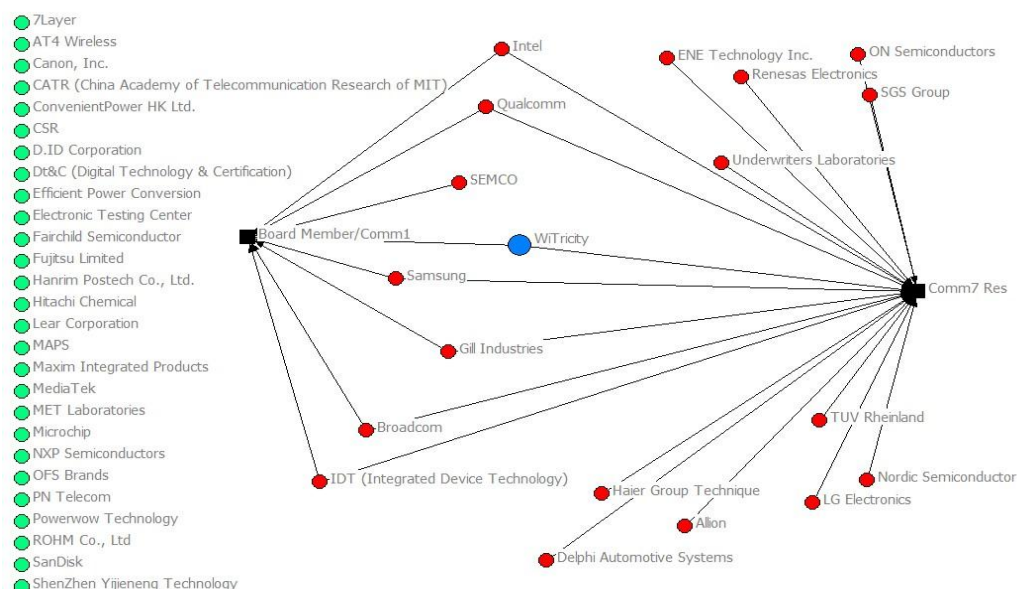 7Layer
AT4 Wireless
Canon, Inc.
CATR (China Academy of Telecommunication Research of MIT)
ConvenientPower HK Ltd.
CSR
D.ID Corporation
Dt&C (Digital Technology & Certification)
Efficient Power Conversion
Electronic Testing Center
Fairchild Semiconductor
Fujitsu Limited
Hanrim Postech Co., Ltd.
Hitachi Chemical
Lear Corporation
MAPS
Maxim Integrated Products
MediaTek
MET Laboratories
Microchip
NXP Semiconductors
OFS Brands
PN Telecom
Powerwow Technology
ROHM Co., Ltd
SanDisk
ShenZhen Yijieneng Technology
Board Member/Comm1
Intel
Qualcomm
SEMCO
WiTricity
Samsung
Gill Industries
Broadcom
IDT (Integrated Device Technology)
ENE Technology Inc.
ON Semiconductors
Renesas Electronics
SGS Group
Underwriters Laboratories
Comm7 Res
TUV Rheinland
Nordic Semiconductor
LG Electronics
Haier Group Technique
Allion
Delphi Automotive Systems